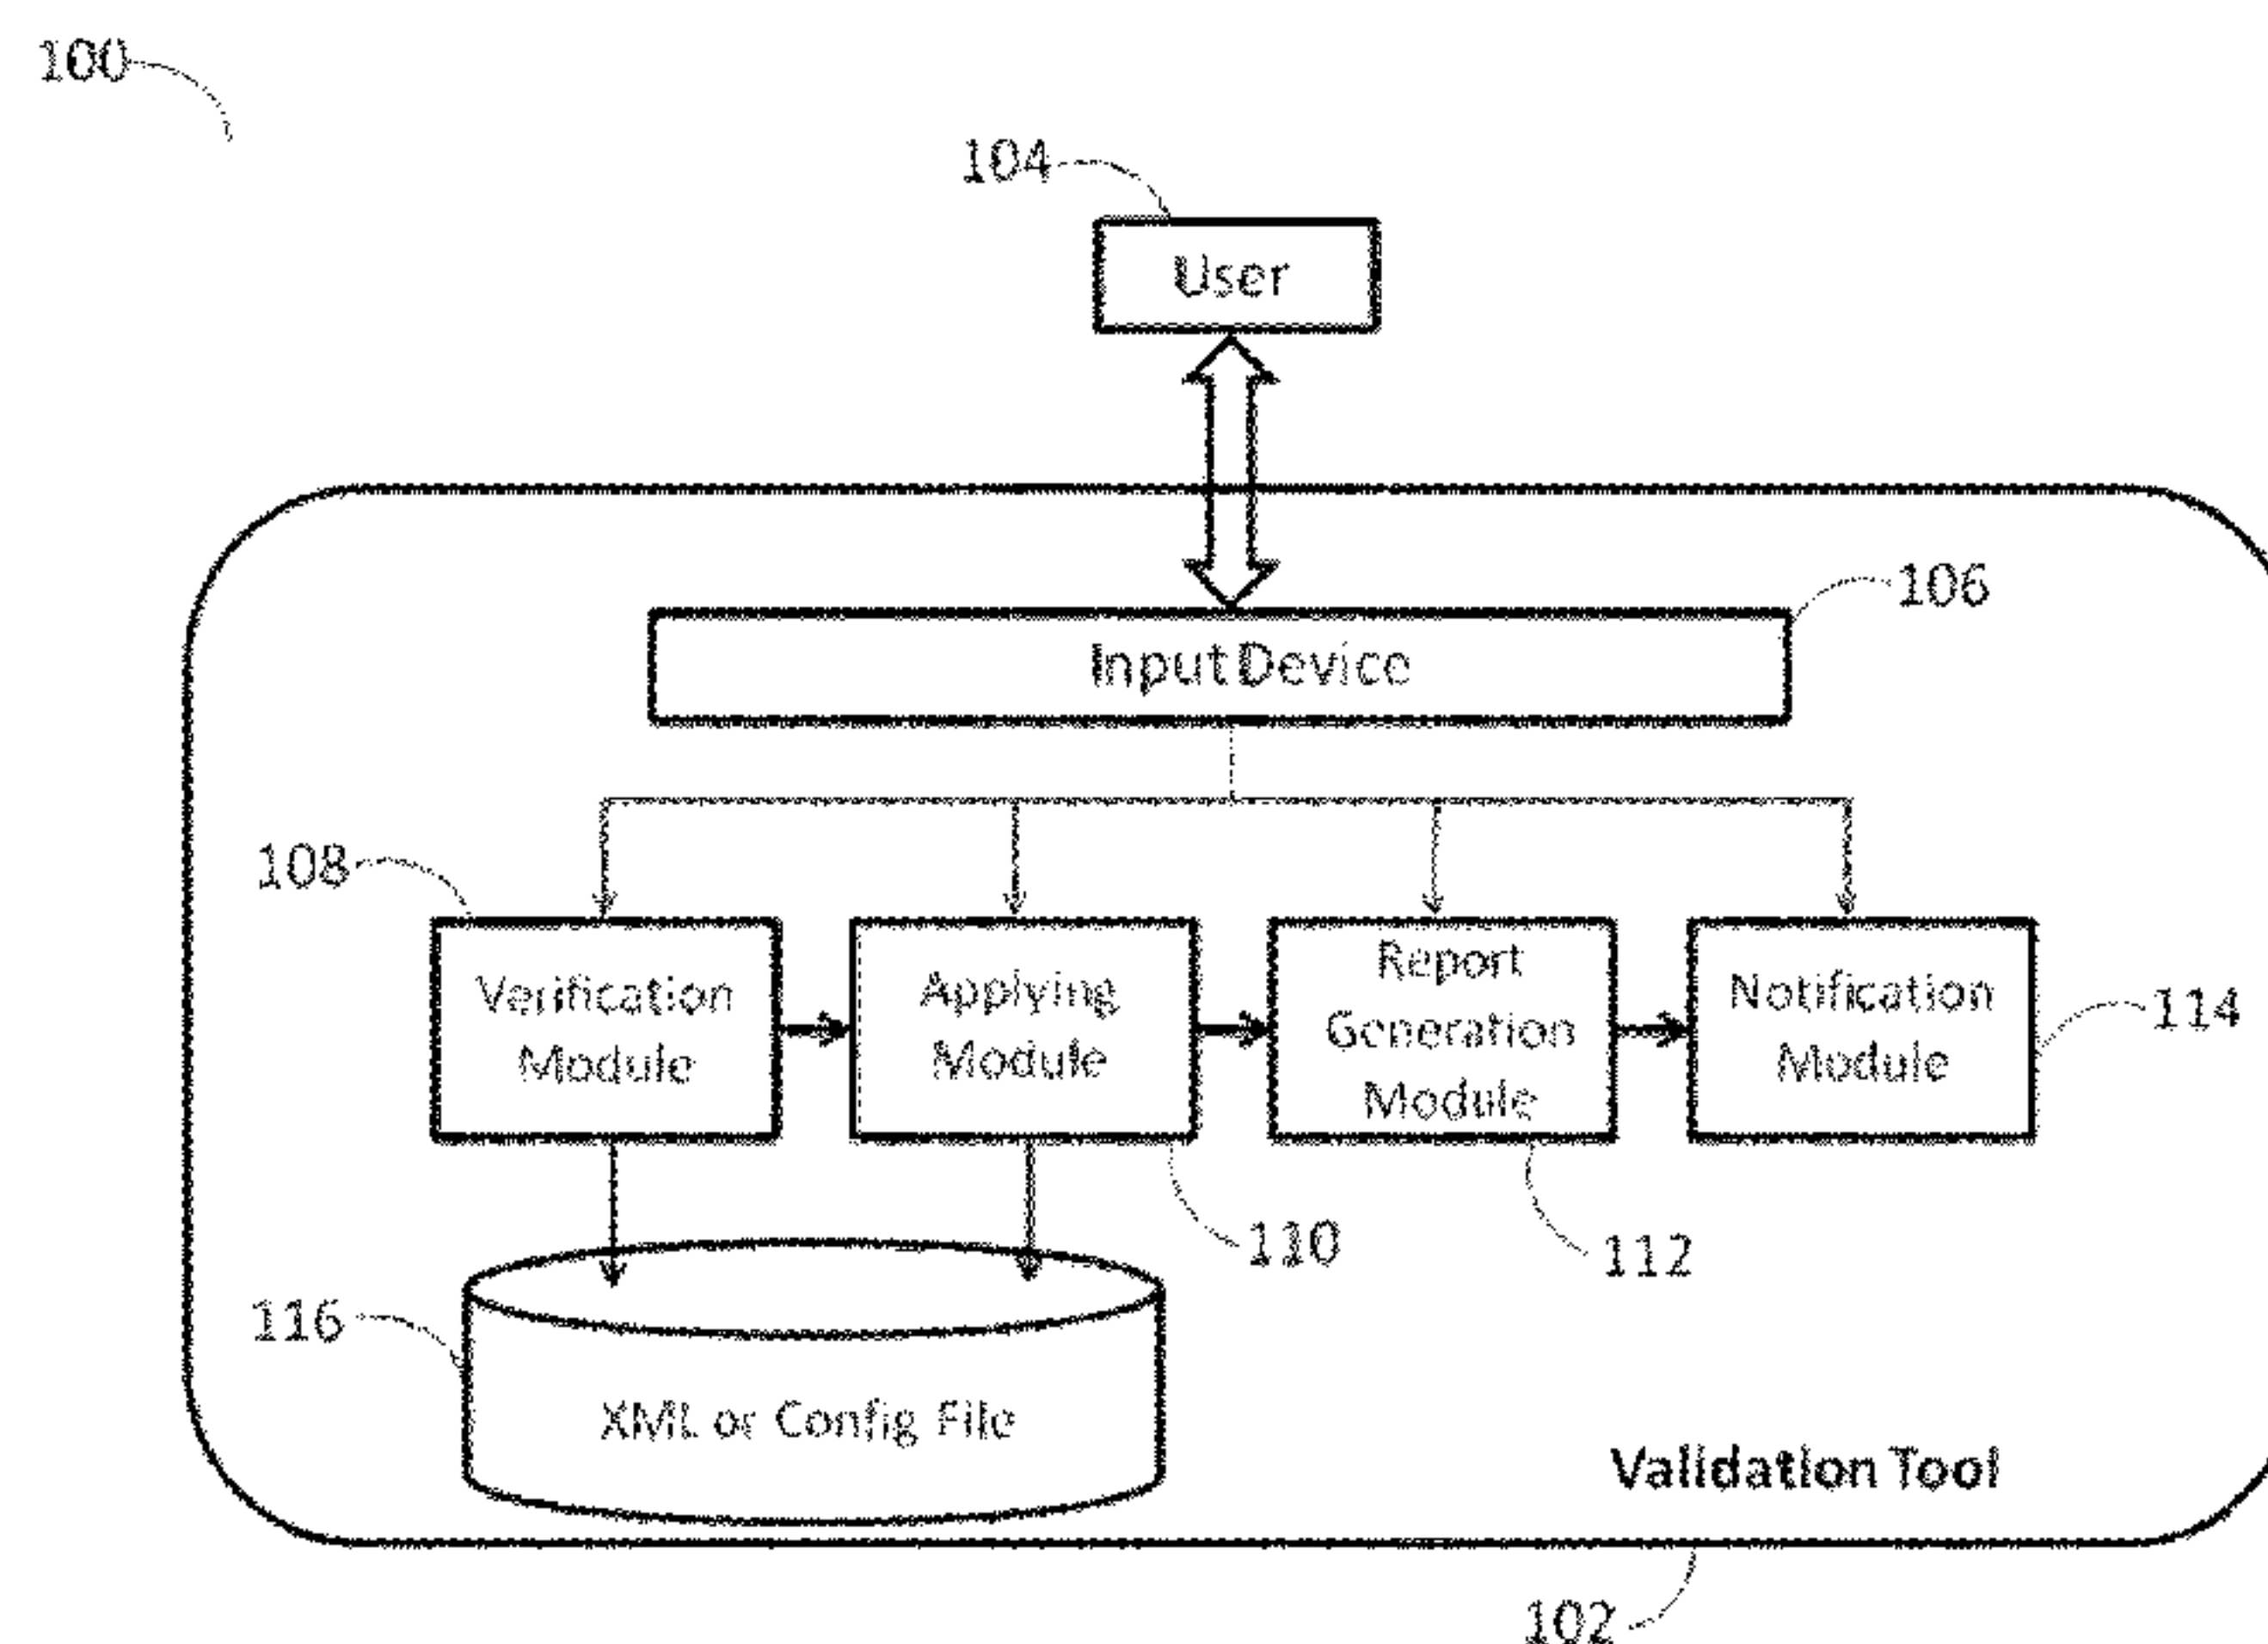 100
104
User
106
Input Device
108
Verification
Module
Applying
Module
Report
Generation
Module
Notification
Module
114
110
112
116
XML or Config File
Validation Tool
102